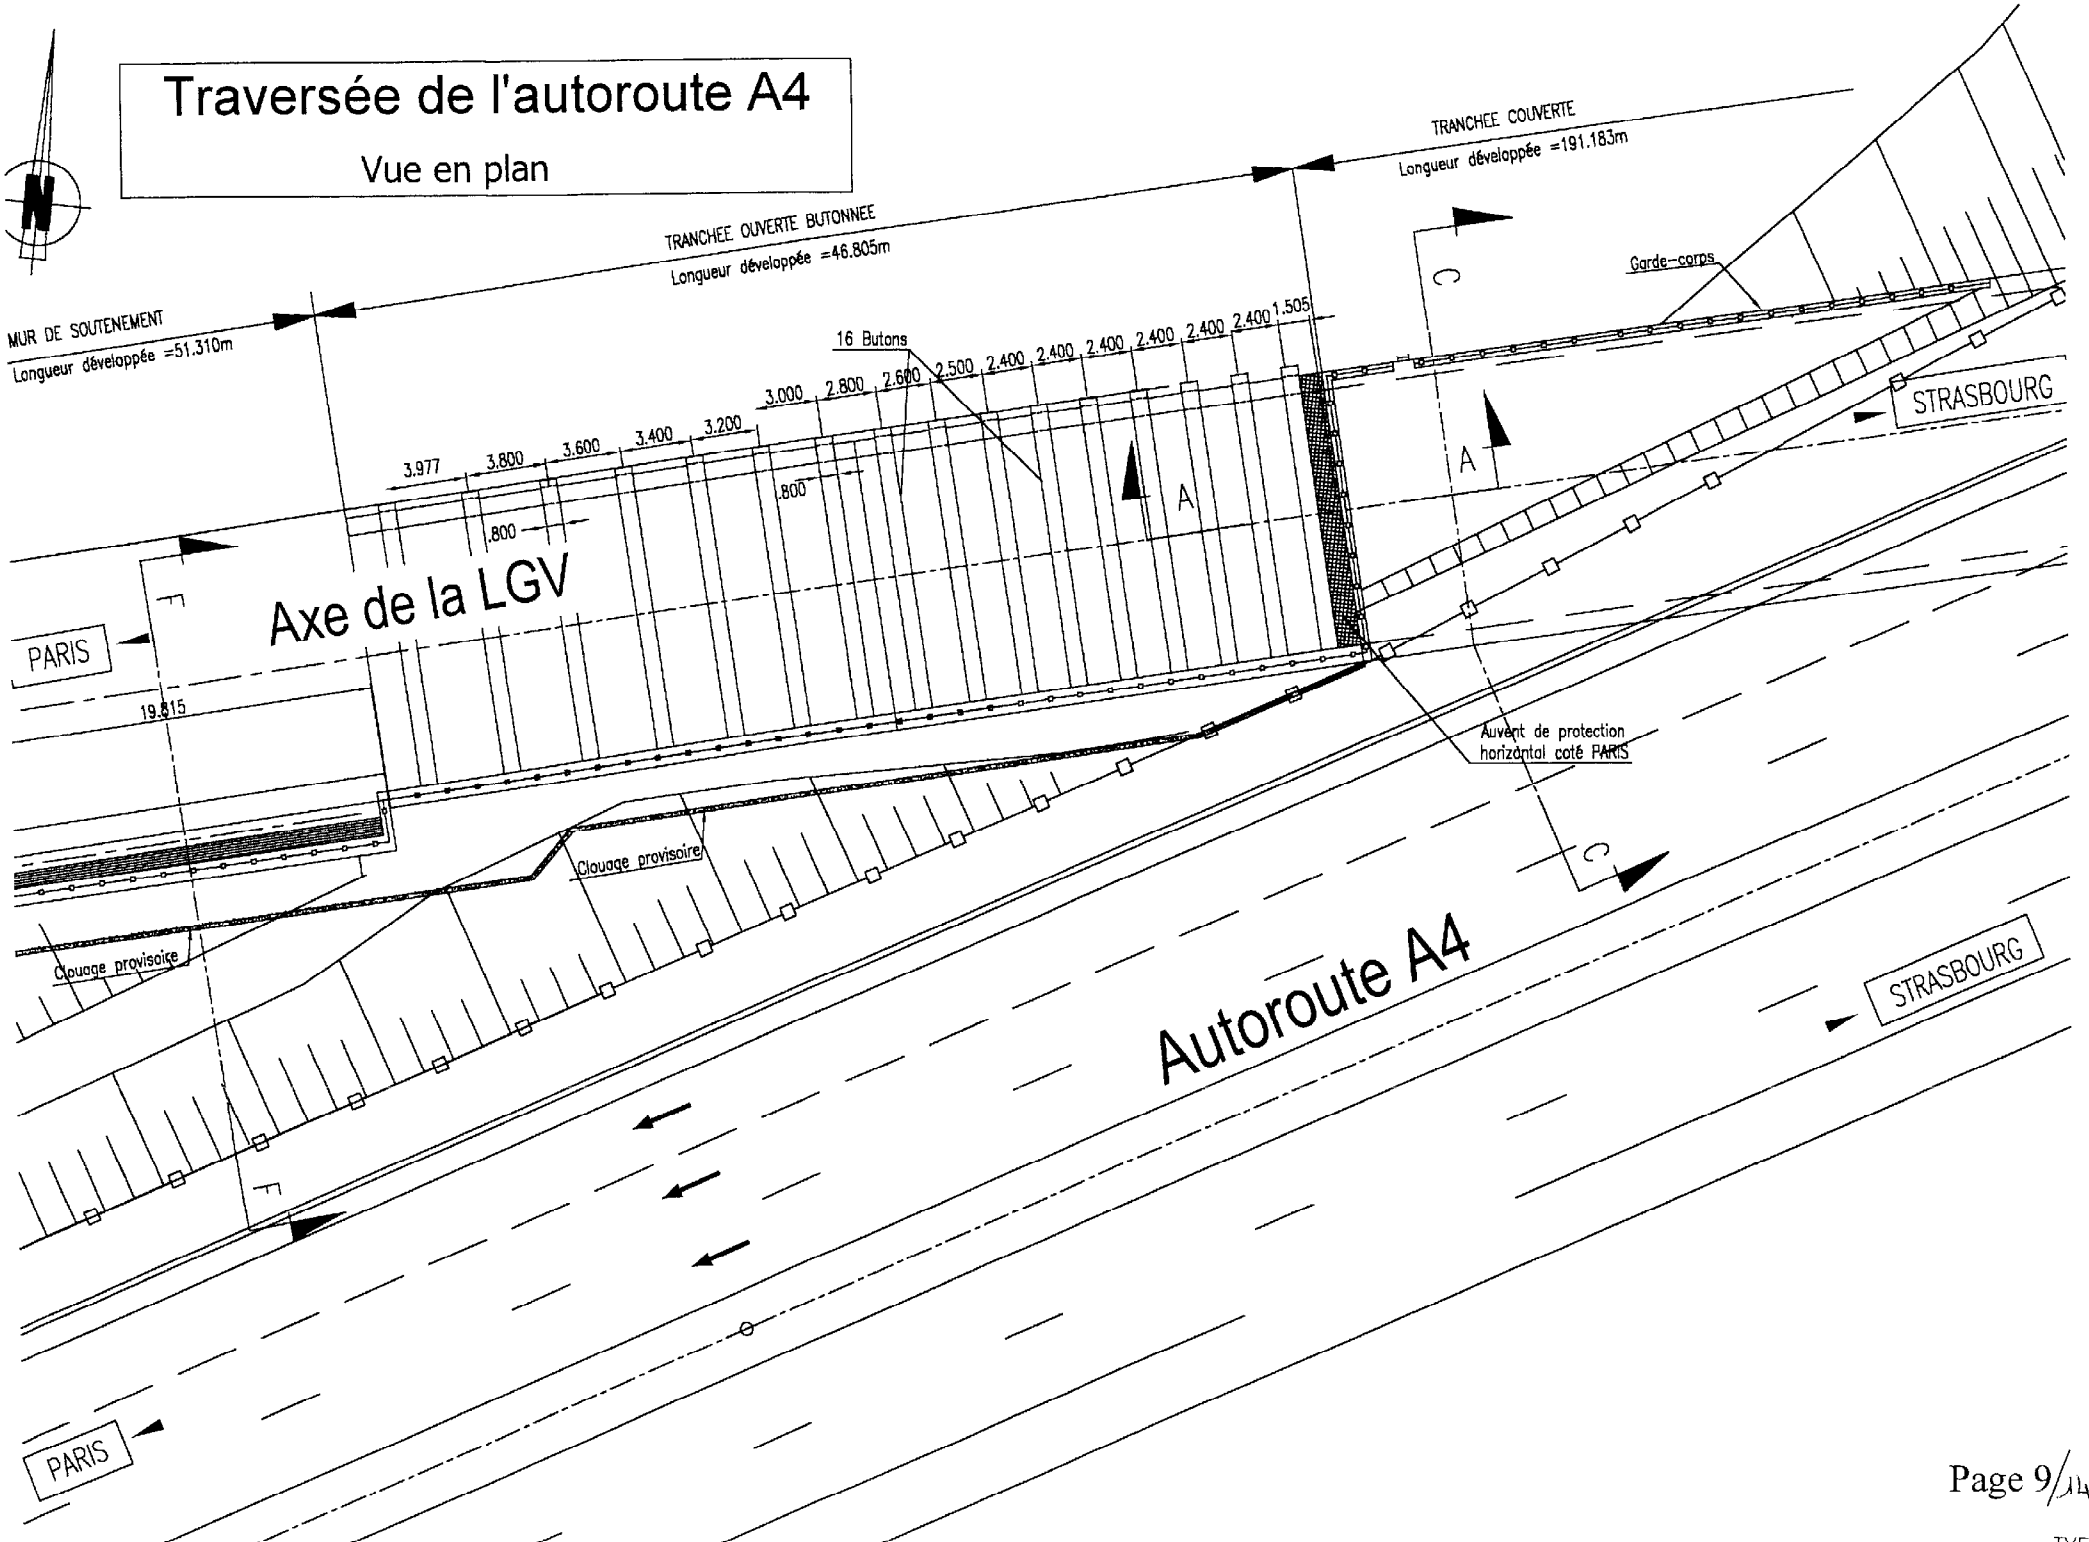 Traversée de l'autoroute A4
Vue en plan
N
TRANCHEE COUVERTE
Longueur développée =191.183m
TRANCHEE OUVERTE BUTONNEE
Longueur développée =46.805m
MUR DE SOUTENEMENT
Longueur développée =51.310m
C
Garde-corps
16 Butons
3.977
3.800
3.600
3.400
3.200
3.000
2.800
2.600
2.500
2.400
2.400
2.400
2.400
2.400
2.400
1.505
STRASBOURG
A
A
.800
.800
F
Axe de la LGV
PARIS
19.815
Auvent de protection
horizontal coté PARIS
Clouage provisoire
C
Clouage provisoire
Autoroute A4
STRASBOURG
F
PARIS
Page 9/14